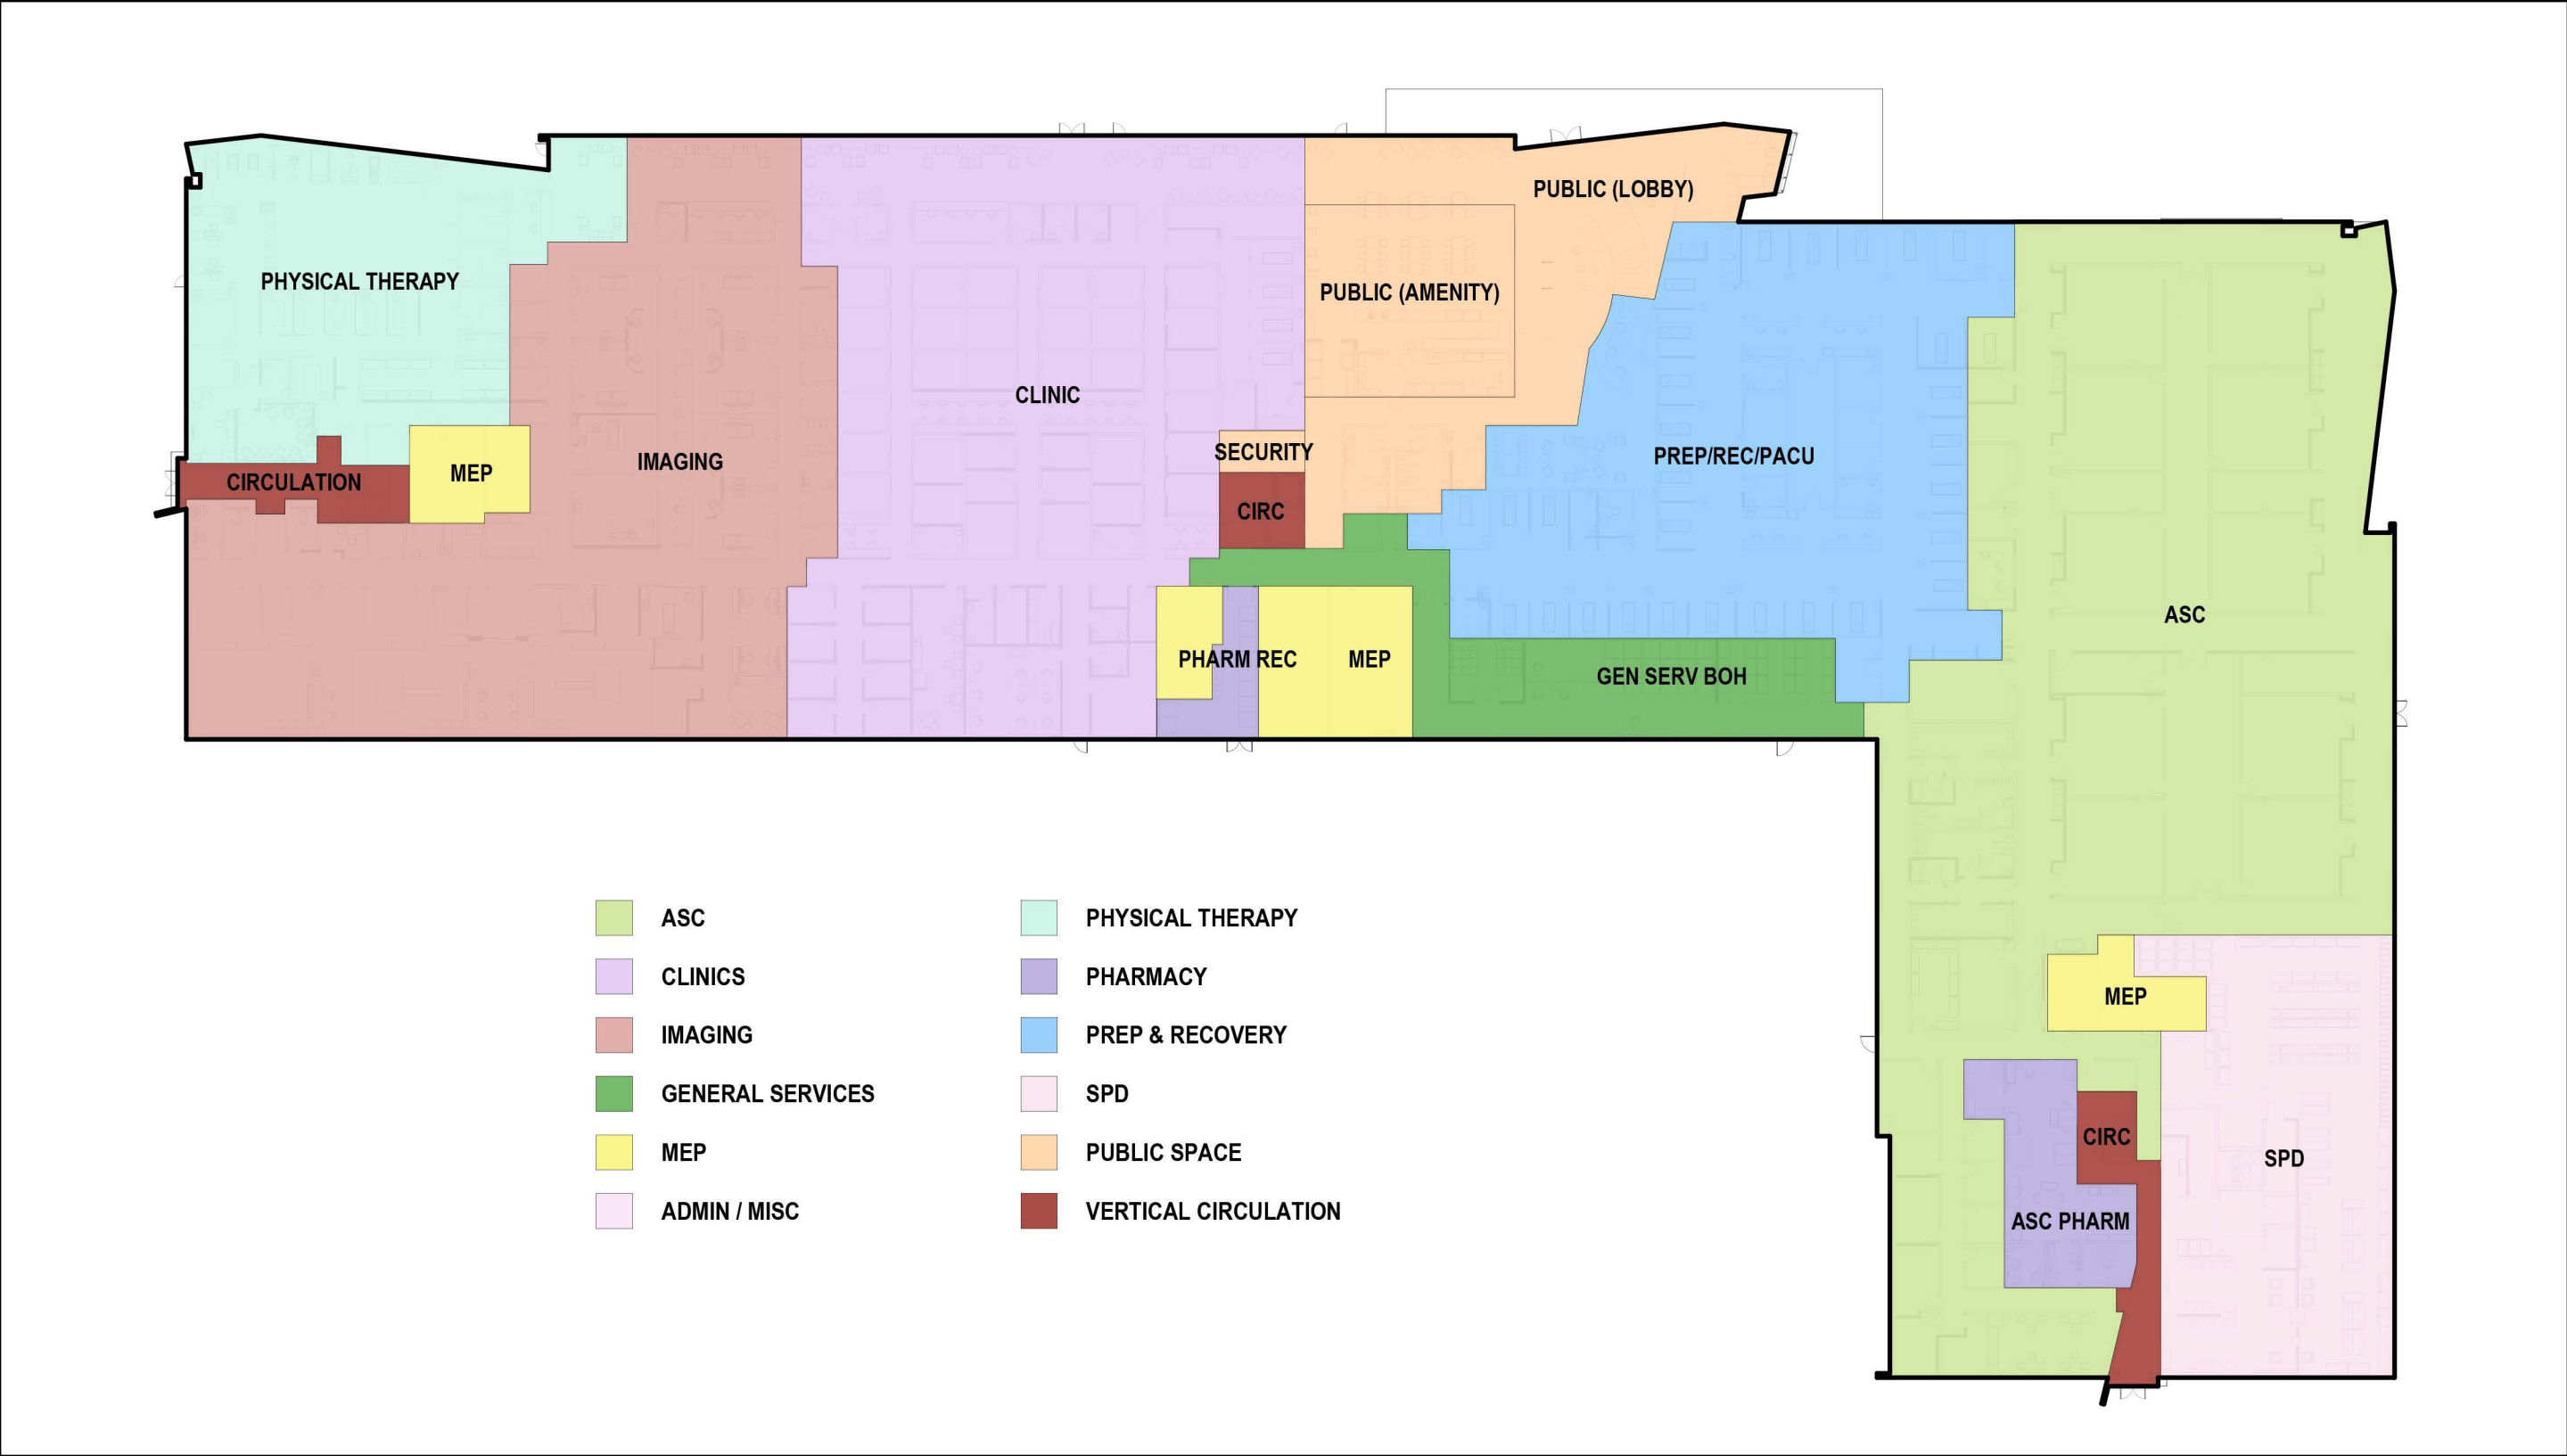 PUBLIC (LOBBY)
PHYSICAL THERAPY
PUBLIC (AMENITY)
CLINIC
SECURITY
PREP/REC/PACU
IMAGING
MEP
CIRCULATION
CIRC
ASC
PHARM REC
MEP
GEN SERV BOH
ASC
PHYSICAL THERAPY
CLINICS
PHARMACY
IMAGING
PREP & RECOVERY
GENERAL SERVICES
SPD
MEP
PUBLIC SPACE
ADMIN / MISC
VERTICAL CIRCULATION
MEP
CIRC
SPD
ASC PHARM